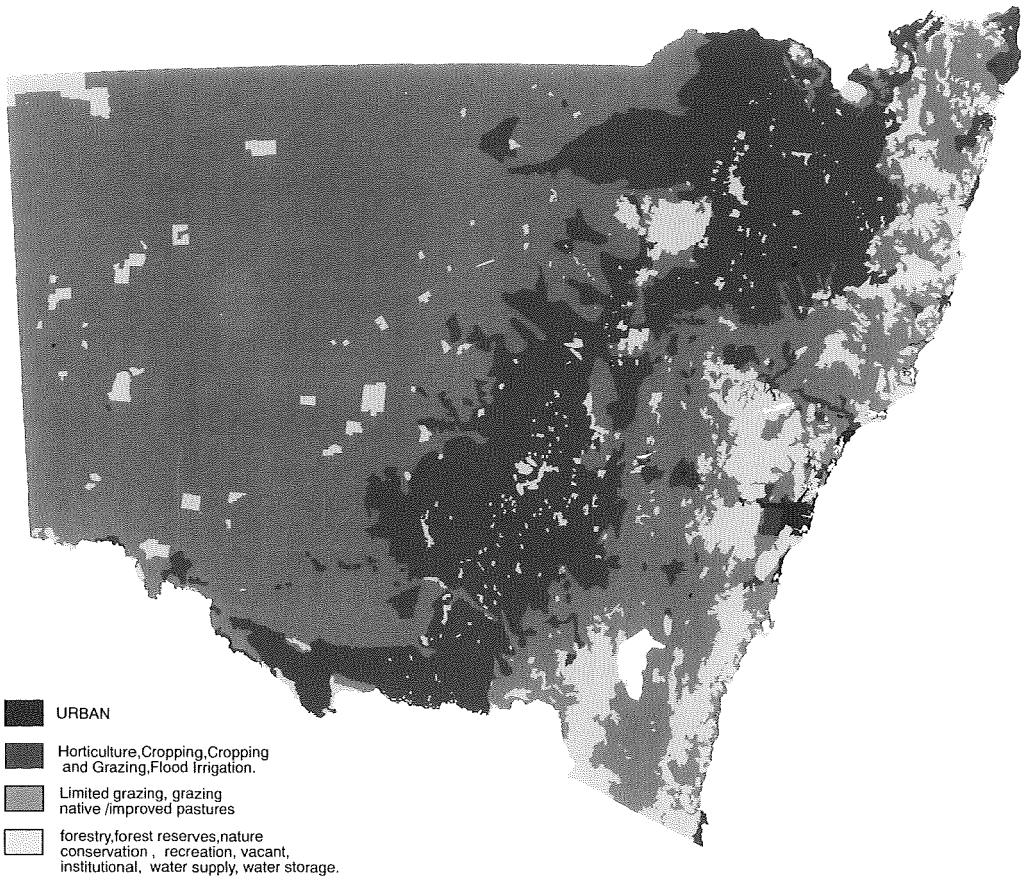 URBAN
Horticulture,Cropping,Cropping
and Grazing,Flood Irrigation.
Limited grazing, grazing
native /improved pastures
forestry,forest reserves,nature
conservation , recreation, vacant,
institutional, water supply, water storage.